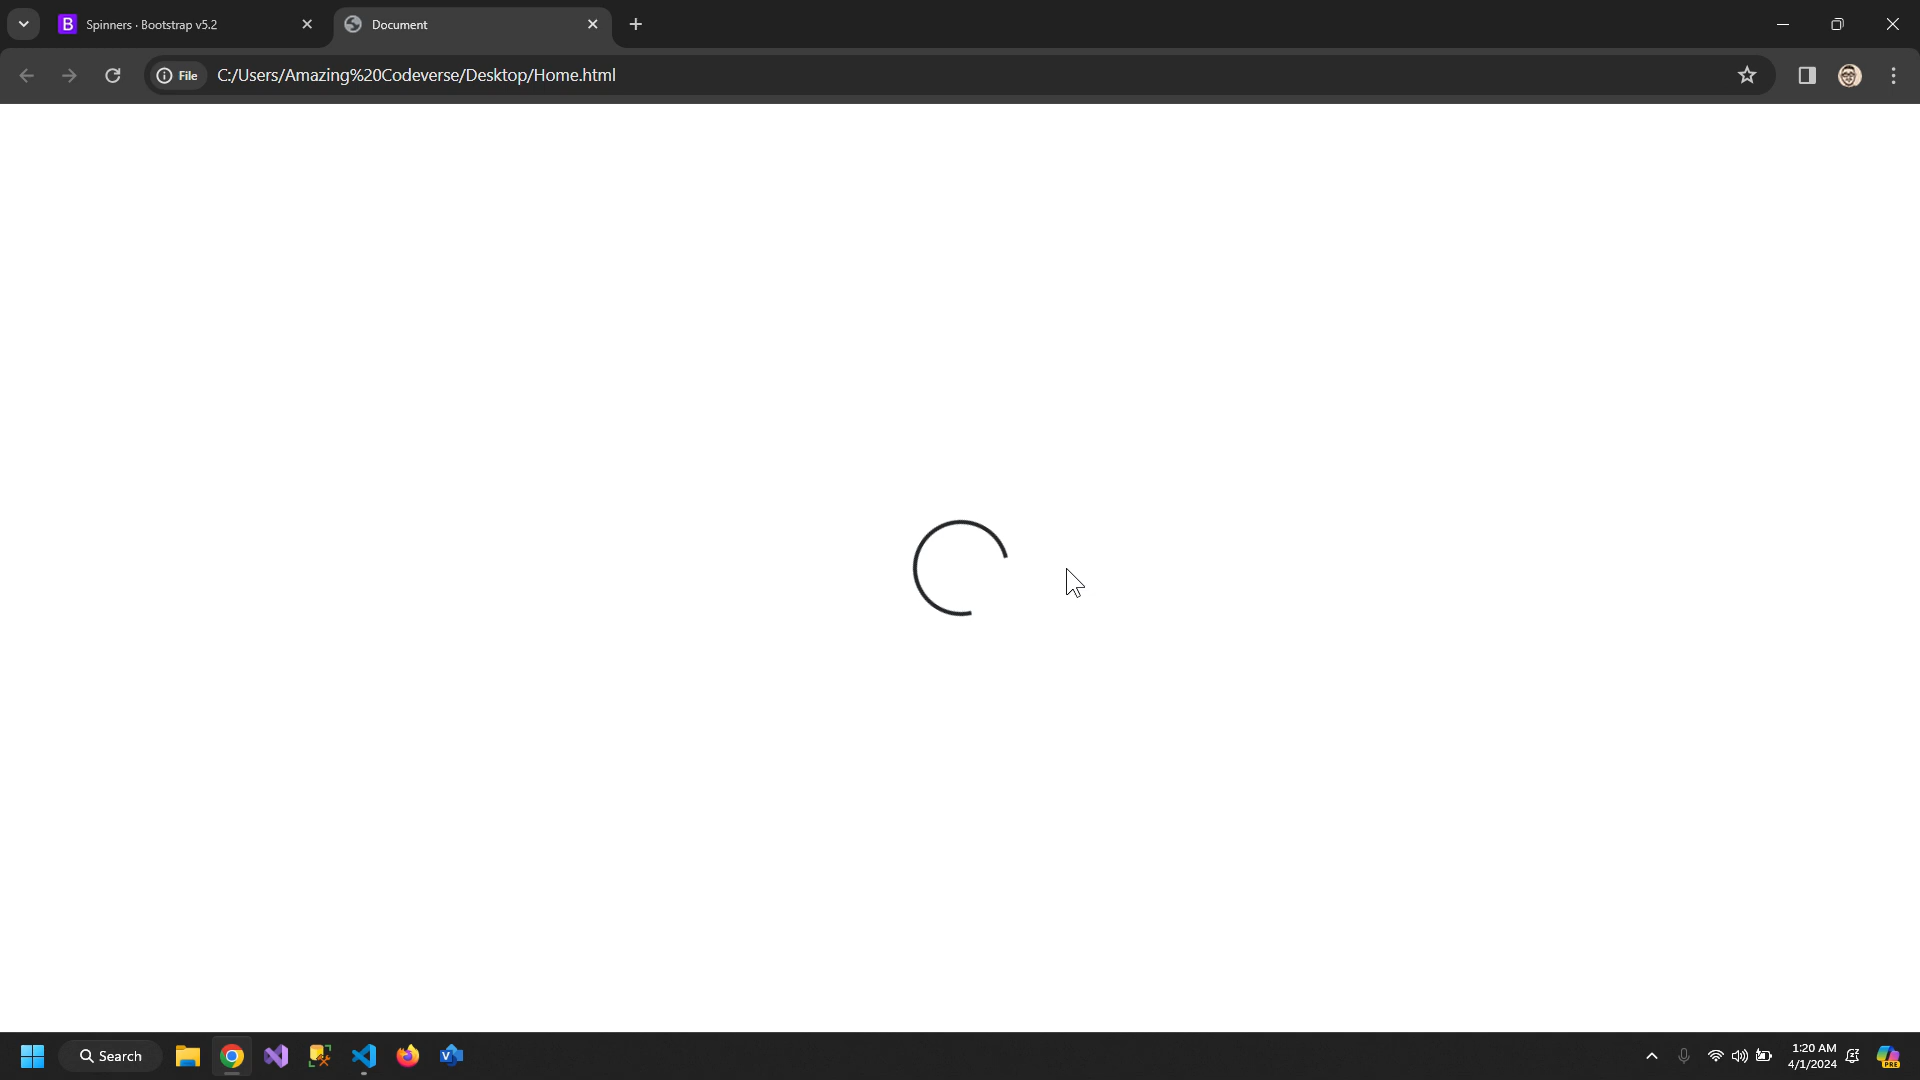 B Spinners · Bootstrap v5.2
Document
File
C:/Users/Amazing%20Codeverse/Desktop/Home.html
Search
V
1:20 AM
4/1/2024
PRE